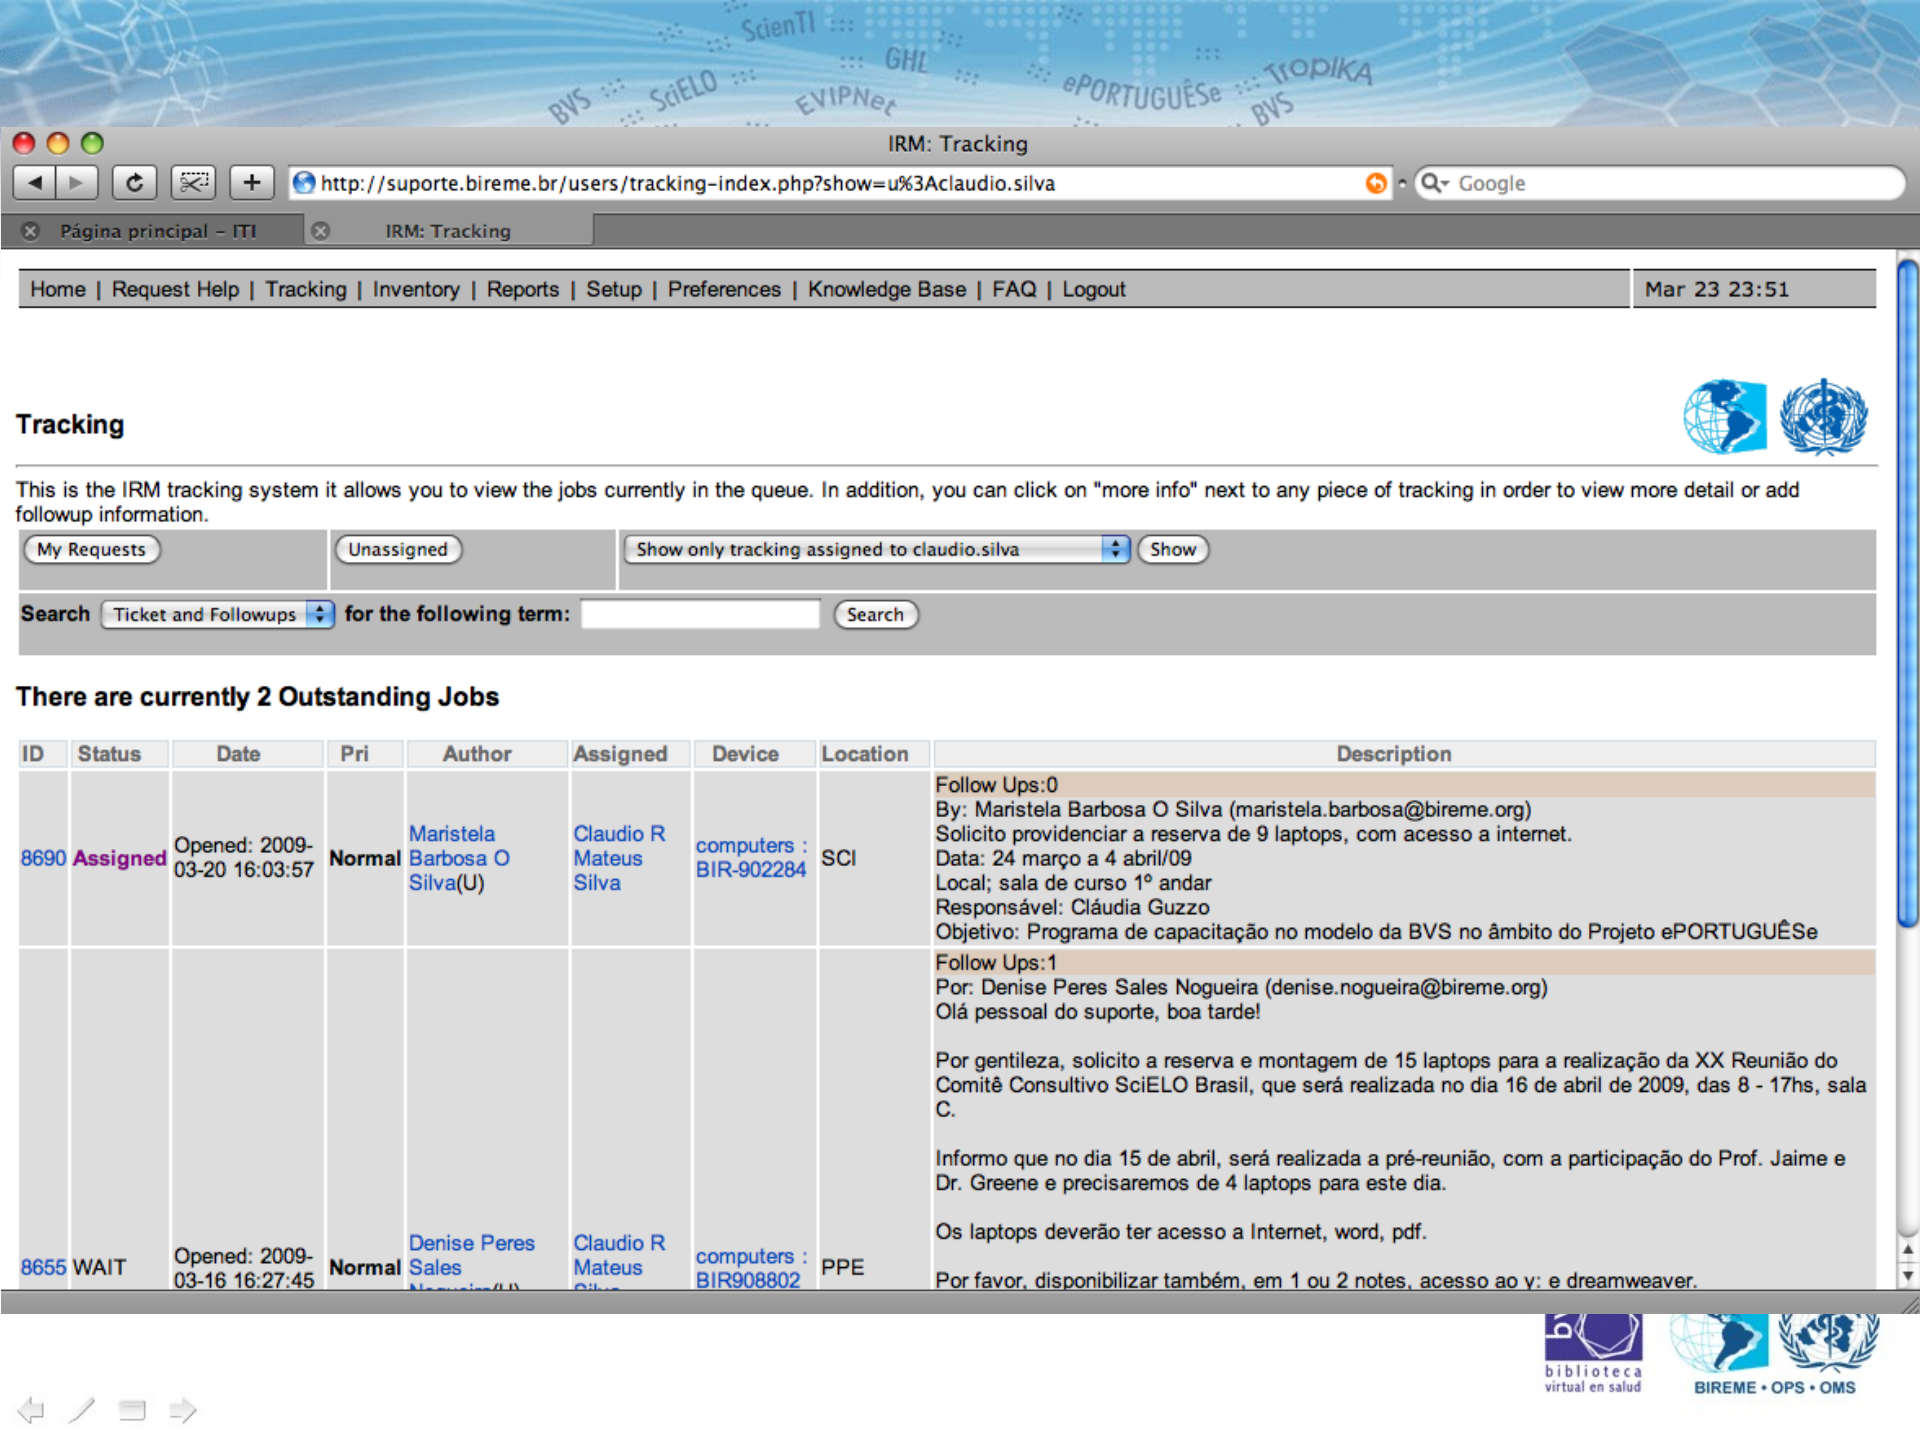 ScienTI
GHL
TropIKA
SciELO
ePORTUGUÊSe
BVS
EVIPNet
BVS
IRM: Tracking
http://suporte.bireme.br/users/tracking-index.php?show=u%3Aclaudio.silva
Google
Página principal - ITI
IRM: Tracking
Home | Request Help | Tracking | Inventory | Reports | Setup | Preferences | Knowledge Base | FAQ | Logout
Mar 23 23:51
Tracking
This is the IRM tracking system it allows you to view the jobs currently in the queue. In addition, you can click on "more info" next to any piece of tracking in order to view more detail or add
followup information.
My Requests
Unassigned
Show only tracking assigned to claudio.silva
Show
Search Ticket and Followups for the following term: Search
There are currently 2 Outstanding Jobs
ID Status Date Pri Author Assigned Device Location Description
8690
Assigned
Opened: 2009-
03-20 16:03:57
Normal
Maristela
Barbosa O
Silva(U)
Claudio R
Mateus
Silva
computers :
BIR-902284
SCI
Follow Ups:0
By: Maristela Barbosa O Silva (maristela.barbosa@bireme.org)
Solicito providenciar a reserva de 9 laptops, com acesso a internet.
Data: 24 março a 4 abril/09
Local; sala de curso 1º andar
Responsável: Cláudia Guzzo
Objetivo: Programa de capacitação no modelo da BVS no âmbito do Projeto ePORTUGUÊSe
8655
WAIT
Opened: 2009-
03-16 16:27:45
Normal
Denise Peres
Sales
Nogueira(U)
Claudio R
Mateus
Silva
computers :
BIR908802
PPE
Follow Ups:1
Por: Denise Peres Sales Nogueira (denise.nogueira@bireme.org)
Olá pessoal do suporte, boa tarde!
Por gentileza, solicito a reserva e montagem de 15 laptops para a realização da XX Reunião do
Comitê Consultivo SciELO Brasil, que será realizada no dia 16 de abril de 2009, das 8 - 17hs, sala
C.
Informo que no dia 15 de abril, será realizada a pré-reunião, com a participação do Prof. Jaime e
Dr. Greene e precisaremos de 4 laptops para este dia.
Os laptops deverão ter acesso a Internet, word, pdf.
Por favor, disponibilizar também, em 1 ou 2 notes, acesso ao y: e dreamweaver.
biblioteca
virtual en salud
BIREME • OPS • OMS